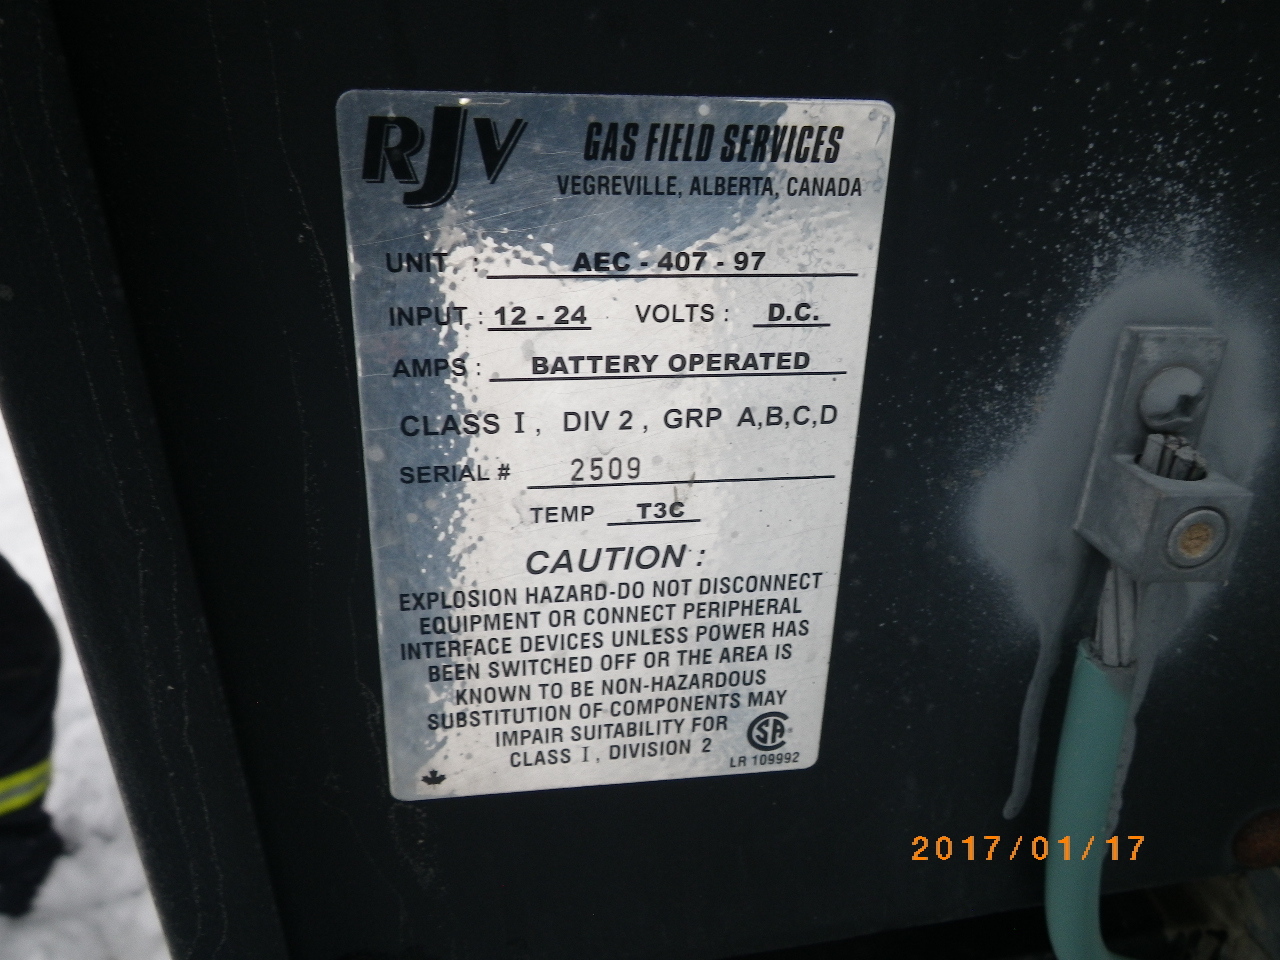 RJV GAS FIELD SERVICES
VEGREVILLE, ALBERTA, CANADA
UNIT : AEC - 407 - 97
INPUT : 12 - 24 VOLTS : D.C.
AMPS : BATTERY OPERATED
CLASS I, DIV 2, GRP A,B,C,D
SERIAL # 2509
TEMP T3C
CAUTION :
EXPLOSION HAZARD-DO NOT DISCONNECT
EQUIPMENT OR CONNECT PERIPHERAL
INTERFACE DEVICES UNLESS POWER HAS
BEEN SWITCHED OFF OR THE AREA IS
KNOWN TO BE NON-HAZARDOUS
SUBSTITUTION OF COMPONENTS MAY
IMPAIR SUITABILITY FOR
CLASS I, DIVISION 2
SA
LR 109992
2017/01/17